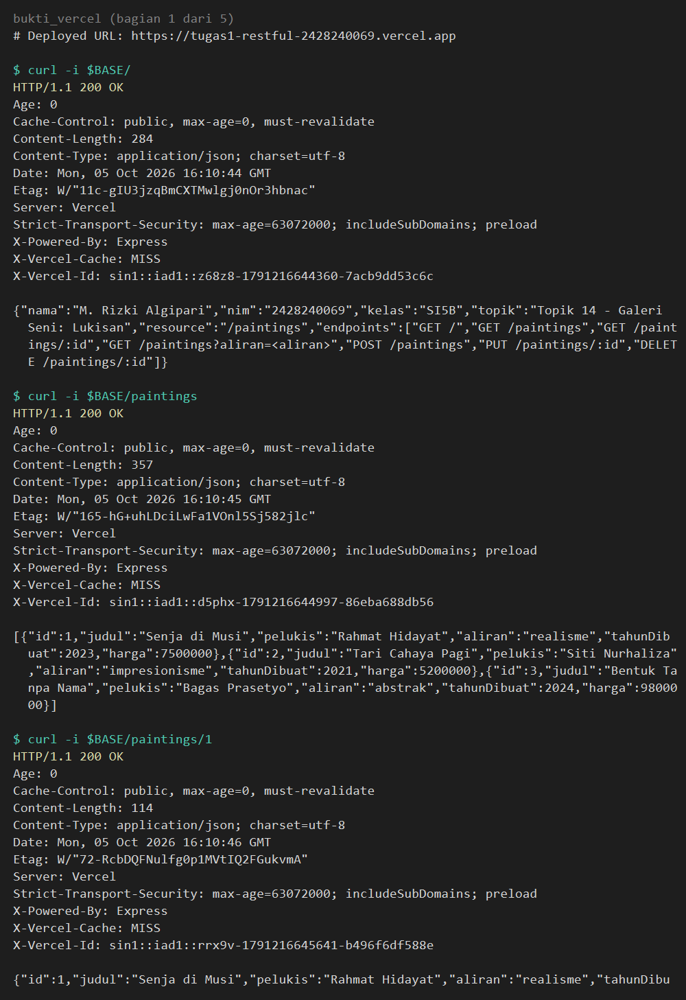 bukti_vercel (bagian 1 dari 5)
# Deployed URL: https://tugas1-restful-2428240069.vercel.app
$ curl -i $BASE/
HTTP/1.1 200 OK
Age: 0
Cache-Control: public, max-age=0, must-revalidate
Content-Length: 284
Content-Type: application/json; charset=utf-8
Date: Mon, 05 Oct 2026 16:10:44 GMT
Etag: W/"11c-gIU3jzqBmCXTMwlgj0nOr3hbnac"
Server: Vercel
Strict-Transport-Security: max-age=63072000; includeSubDomains; preload
X-Powered-By: Express
X-Vercel-Cache: MISS
X-Vercel-Id: sin1::iad1::z68z8-1791216644360-7acb9dd53c6c
{"nama":"M. Rizki Algipari","nim":"2428240069","kelas":"SI5B","topik":"Topik 14 - Galeri
Seni: Lukisan","resource":"/paintings","endpoints":["GET /","GET /paintings","GET /paint
ings/:id","GET /paintings?aliran=<aliran>","POST /paintings","PUT /paintings/:id","DELET
E /paintings/:id"]}
$ curl -i $BASE/paintings
HTTP/1.1 200 OK
Age: 0
Cache-Control: public, max-age=0, must-revalidate
Content-Length: 357
Content-Type: application/json; charset=utf-8
Date: Mon, 05 Oct 2026 16:10:45 GMT
Etag: W/"165-hG+uhLDciLwFa1VOnl5Sj582jlc"
Server: Vercel
Strict-Transport-Security: max-age=63072000; includeSubDomains; preload
X-Powered-By: Express
X-Vercel-Cache: MISS
X-Vercel-Id: sin1::iad1::d5phx-1791216644997-86eba688db56
[{"id":1,"judul":"Senja di Musi","pelukis":"Rahmat Hidayat","aliran":"realisme","tahunDib
uat":2023,"harga":7500000},{"id":2,"judul":"Tari Cahaya Pagi","pelukis":"Siti Nurhaliza"
,"aliran":"impresionisme","tahunDibuat":2021,"harga":5200000},{"id":3,"judul":"Bentuk Ta
npa Nama","pelukis":"Bagas Prasetyo","aliran":"abstrak","tahunDibuat":2024,"harga":98000
00}]
$ curl -i $BASE/paintings/1
HTTP/1.1 200 OK
Age: 0
Cache-Control: public, max-age=0, must-revalidate
Content-Length: 114
Content-Type: application/json; charset=utf-8
Date: Mon, 05 Oct 2026 16:10:46 GMT
Etag: W/"72-RcbDQFNulfg0p1MVtIQ2FGukvmA"
Server: Vercel
Strict-Transport-Security: max-age=63072000; includeSubDomains; preload
X-Powered-By: Express
X-Vercel-Cache: MISS
X-Vercel-Id: sin1::iad1::rrx9v-1791216645641-b496f6df588e
{"id":1,"judul":"Senja di Musi","pelukis":"Rahmat Hidayat","aliran":"realisme","tahunDibu